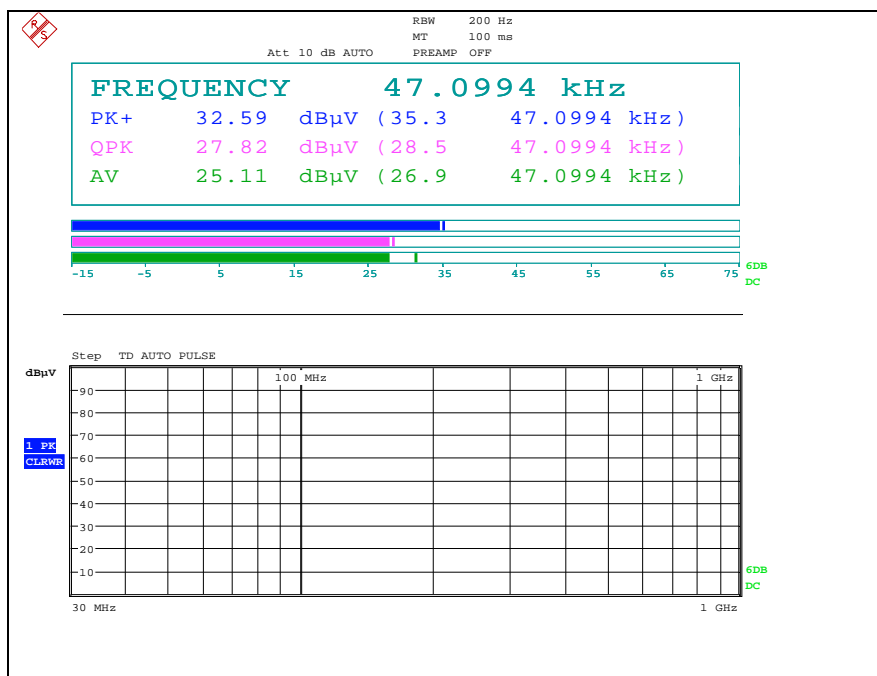 R S
RBW 200 Hz
MT 100 ms
Att 10 dB AUTO PREAMP OFF
FREQUENCY 47.0994 kHz
PK+ 32.59 dBµV (35.3 47.0994 kHz)
QPK 27.82 dBµV (28.5 47.0994 kHz)
AV 25.11 dBµV (26.9 47.0994 kHz)
-15 -5 5 15 25 35 45 55 65 75
6DB
DC
Step TD AUTO PULSE
dBµV
100 MHz 1 GHz
90
80
70
1 PK
CLRWR
60
50
40
30
20
10
6DB
DC
30 MHz 1 GHz